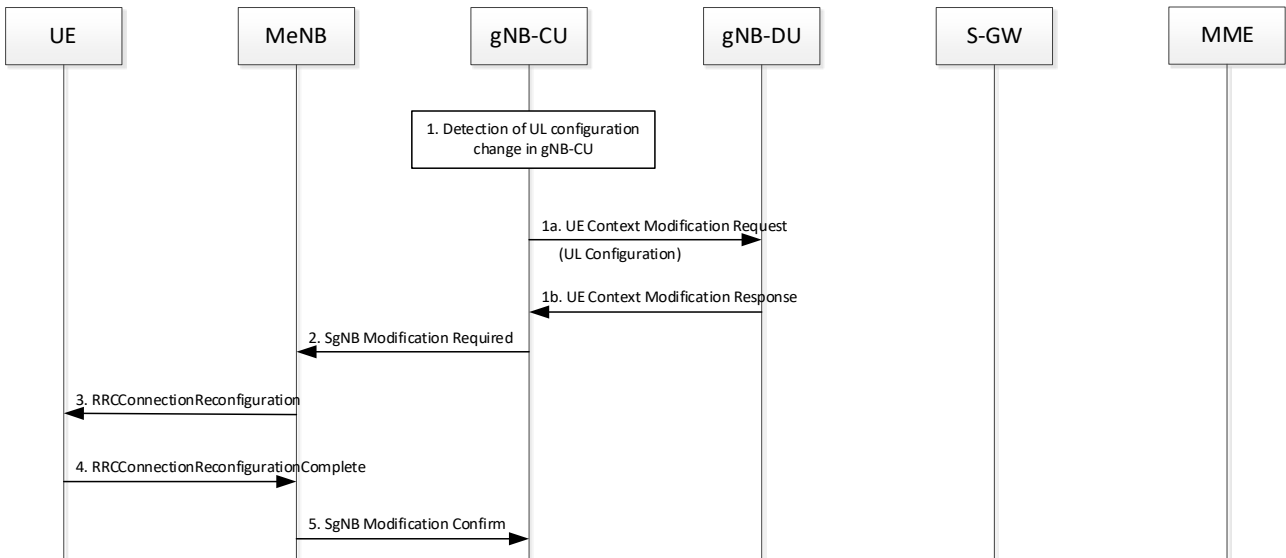 UE
MeNB
gNB-CU
gNB-DU
S-GW
MME
1. Detection of UL configuration
change in gNB-CU
1a. UE Context Modification Request
(UL Configuration)
1b. UE Context Modification Response
2. SgNB Modification Required
3. RRCConnectionReconfiguration
4. RRCConnectionReconfigurationComplete
5. SgNB Modification Confirm